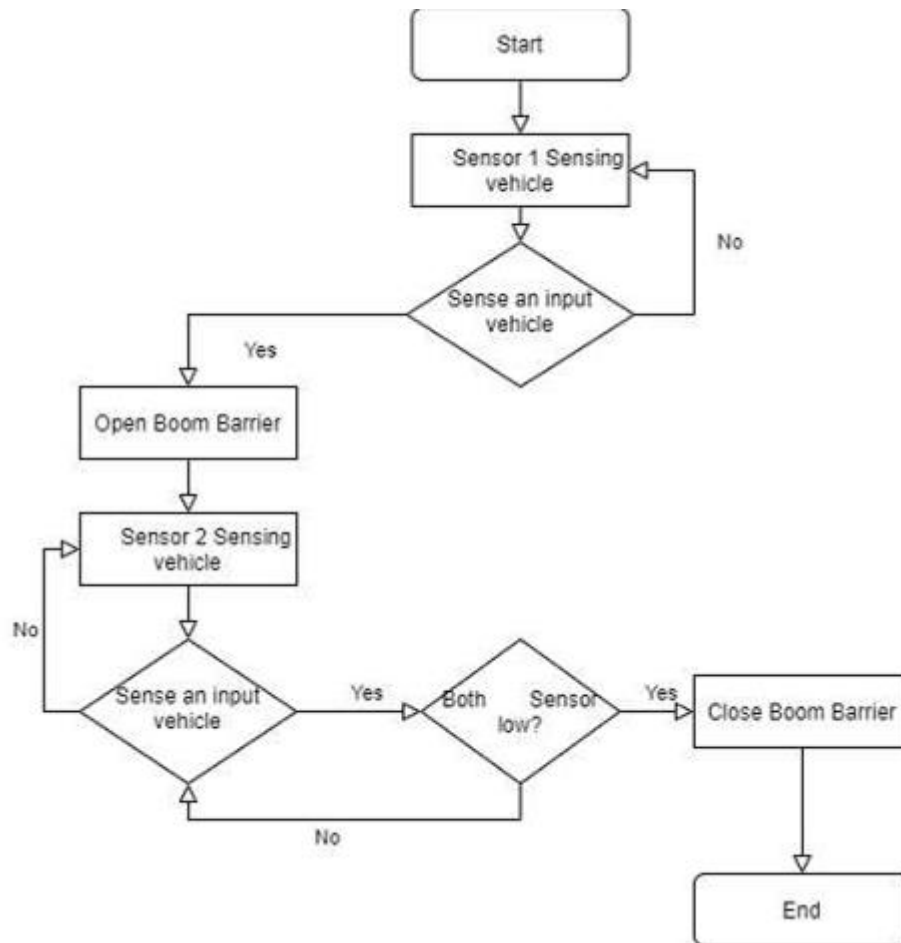 Start
Sensor 1 Sensing
vehicle
No
Sense an input
vehicle
Yes
Open Boom Barrier
Sensor 2 Sensing
vehicle
No
Sense an input
vehicle
Yes
Both Sensor
low?
Yes
Close Boom Barrier
No
End